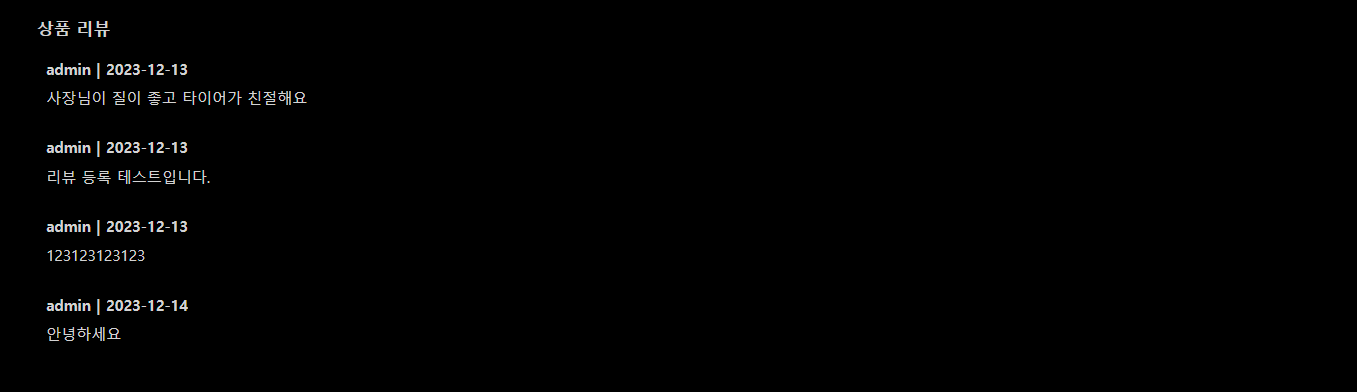 상품 리뷰
admin | 2023-12-13
사장님이 질이 좋고 타이어가 친절해요
admin | 2023-12-13
리뷰 등록 테스트입니다.
admin | 2023-12-13
123123123123
admin | 2023-12-14
안녕하세요